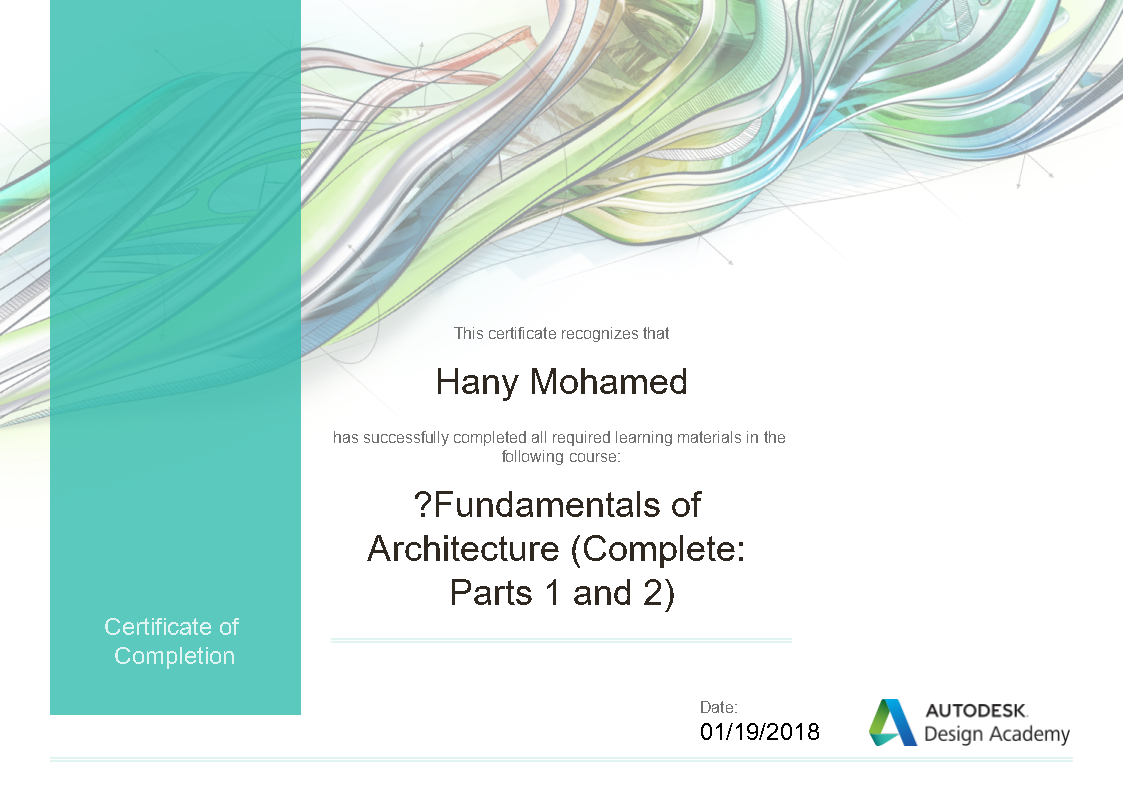 This certificate recognizes that
Hany Mohamed
has successfully completed all required learning materials in the
following course:
?Fundamentals of
Architecture (Complete:
Parts 1 and 2)
Certificate of
Completion
Date:
01/19/2018
AUTODESK.
Design Academy